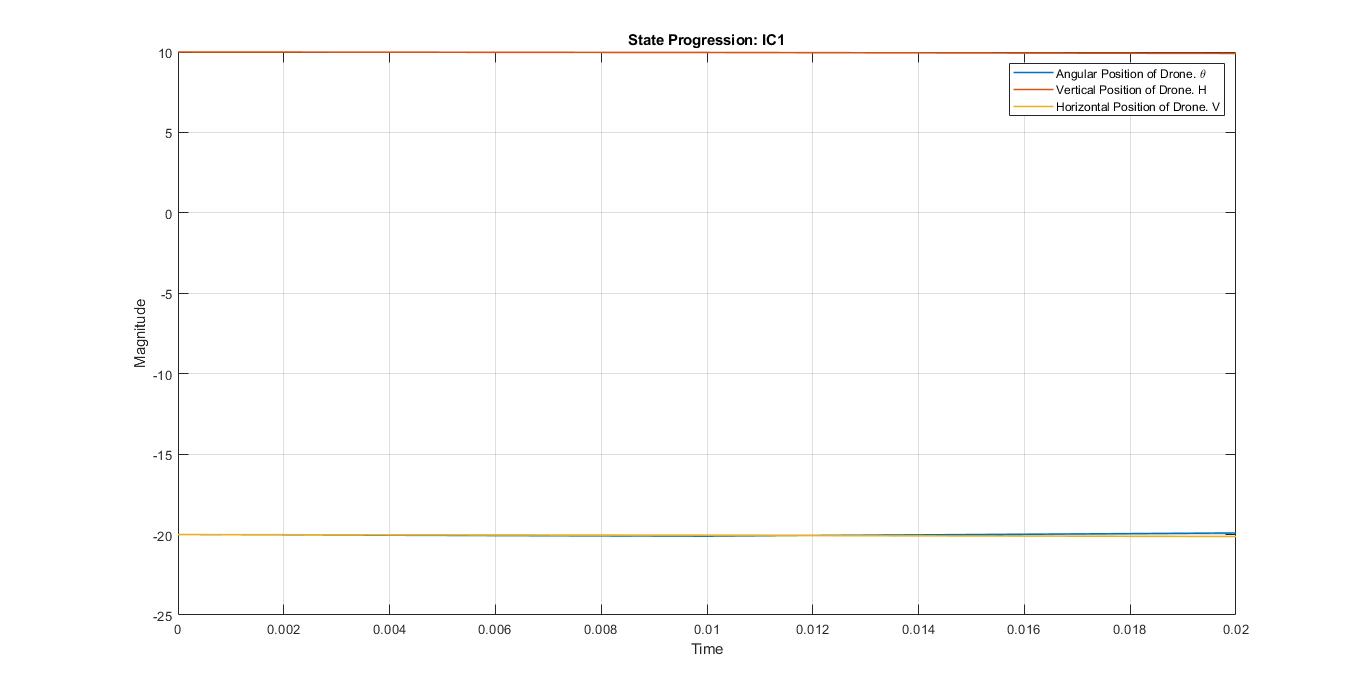 State Progression: IC1
10
5
0
-5
-10
-15
-20
-25
Magnitude
Angular Position of Drone. θ
Vertical Position of Drone. H
Horizontal Position of Drone. V
0 0.002 0.004 0.006 0.008 0.01 0.012 0.014 0.016 0.018 0.02
Time